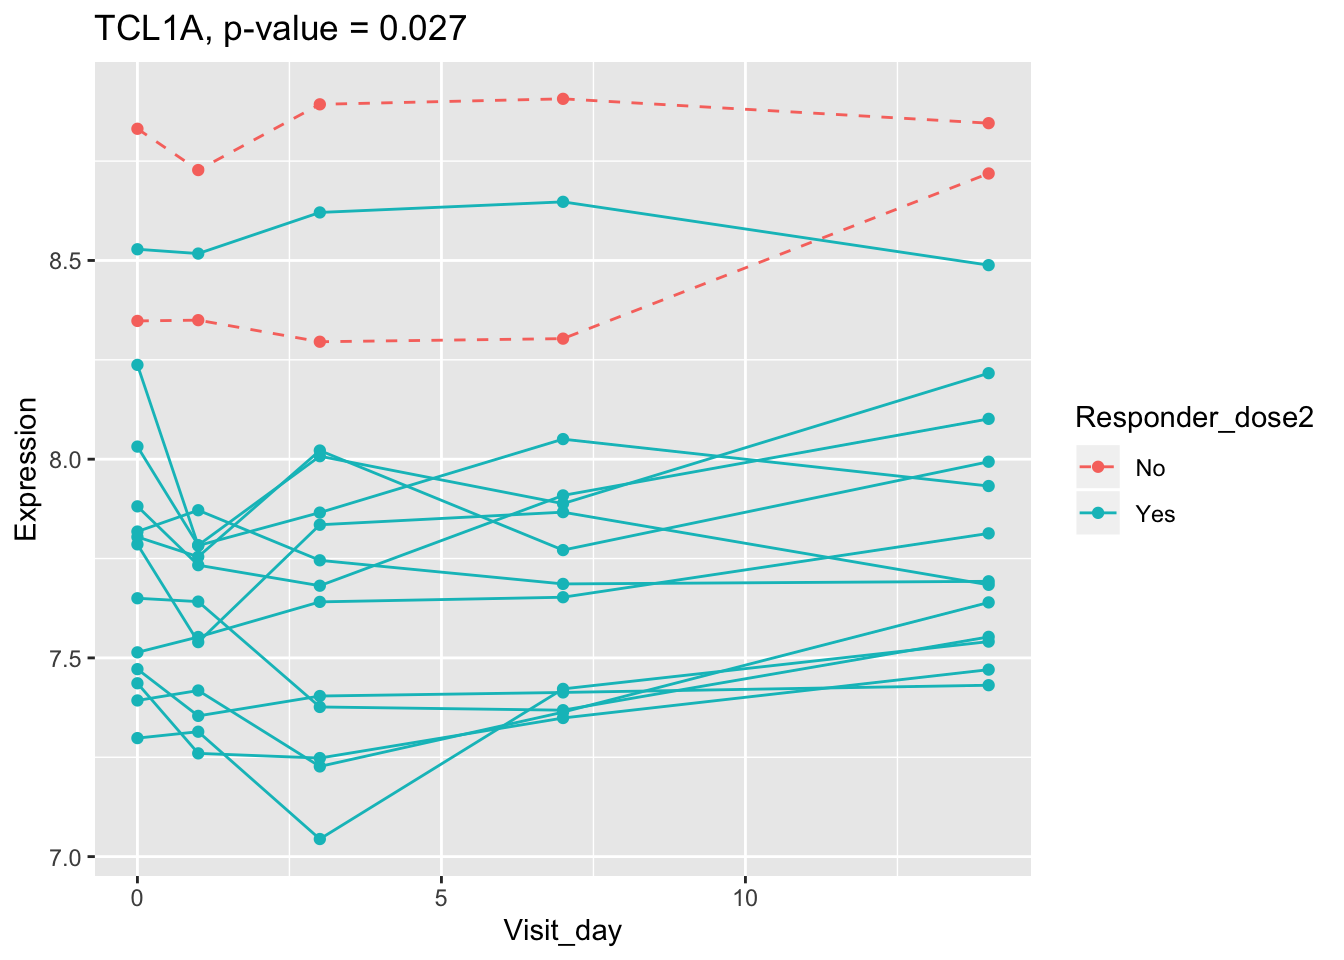 TCL1A, p-value = 0.027
Expression
8.5
8.0
7.5
7.0
0
5
10
Visit_day
Responder_dose2
No
Yes